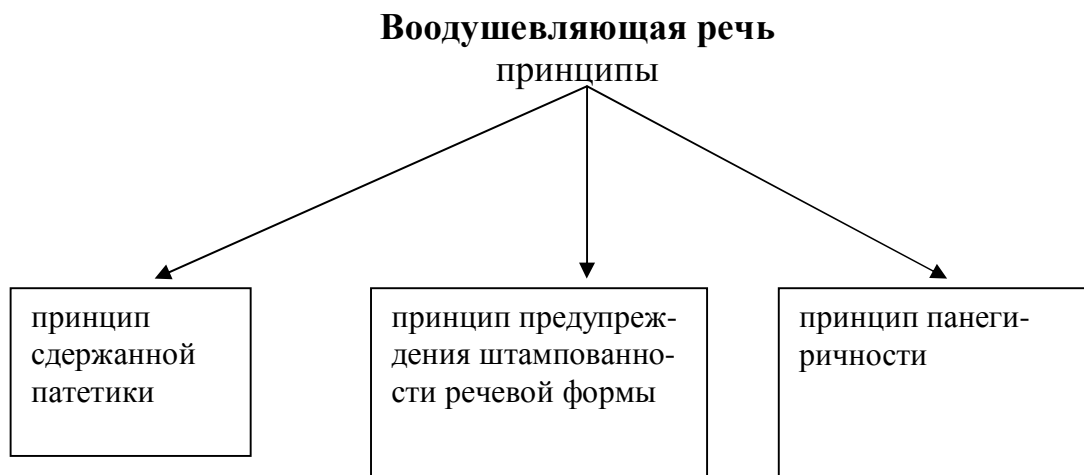 Воодушевляющая речь
принципы
принцип
сдержанной
патетики
принцип предупреж-
дения штампованно-
сти речевой формы
принцип панеги-
ричности